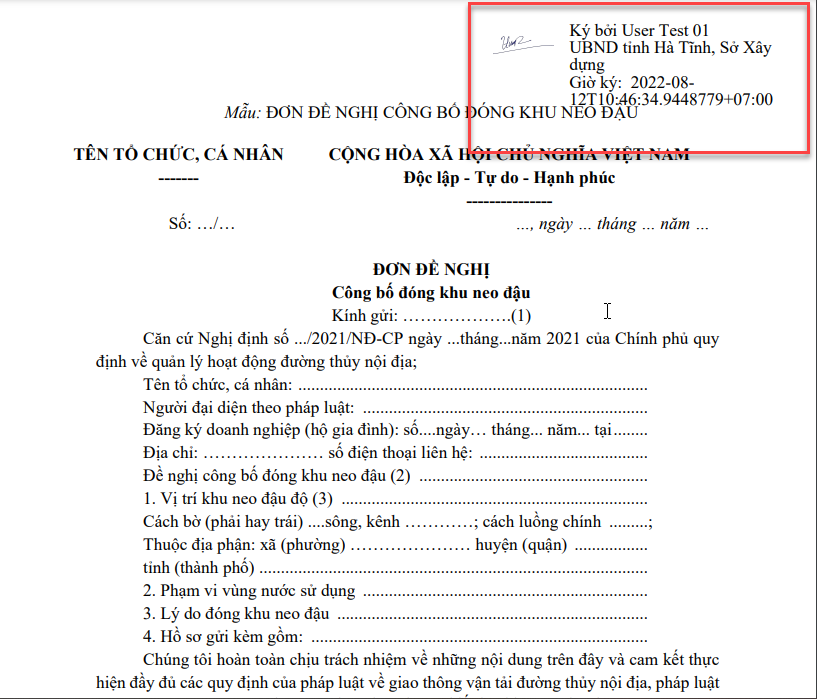 Ký bởi User Test 01
UBND tỉnh Hà Tĩnh, Sở Xây
dựng
Giờ ký: 2022-08-
12T10:46:34.9448779+07:00
Mẫu: ĐƠN ĐỀ NGHỊ CÔNG BỐ ĐÓNG KHU NEO ĐẬU
TÊN TỔ CHỨC, CÁ NHÂN
-------
CỘNG HÒA XÃ HỘI CHỦ NGHĨA VIỆT NAM
Độc lập - Tự do - Hạnh phúc
---------------
Số: …/…
…, ngày … tháng … năm …
ĐƠN ĐỀ NGHỊ
Công bố đóng khu neo đậu
Kính gửi: ………………(1)
Căn cứ Nghị định số .../2021/NĐ-CP ngày ...tháng...năm 2021 của Chính phủ quy
định về quản lý hoạt động đường thủy nội địa;
Tên tổ chức, cá nhân: ..............................................................................
Người đại diện theo pháp luật: ................................................................
Đăng ký doanh nghiệp (hộ gia đình): số....ngày… tháng... năm... tại........
Địa chỉ: ………………… số điện thoại liên hệ: ......................................
Đề nghị công bố đóng khu neo đậu (2) ...................................................
1. Vị trí khu neo đậu độ (3) .....................................................................
Cách bờ (phải hay trái) ....sông, kênh …………; cách luồng chính .........;
Thuộc địa phận: xã (phường) ………………… huyện (quận) .................
tỉnh (thành phố) .......................................................................................
2. Phạm vi vùng nước sử dụng ................................................................
3. Lý do đóng khu neo đậu ......................................................................
4. Hồ sơ gửi kèm gồm: ............................................................................
Chúng tôi hoàn toàn chịu trách nhiệm về những nội dung trên đây và cam kết thực
hiện đầy đủ các quy định của pháp luật về giao thông vận tải đường thủy nội địa, pháp luật